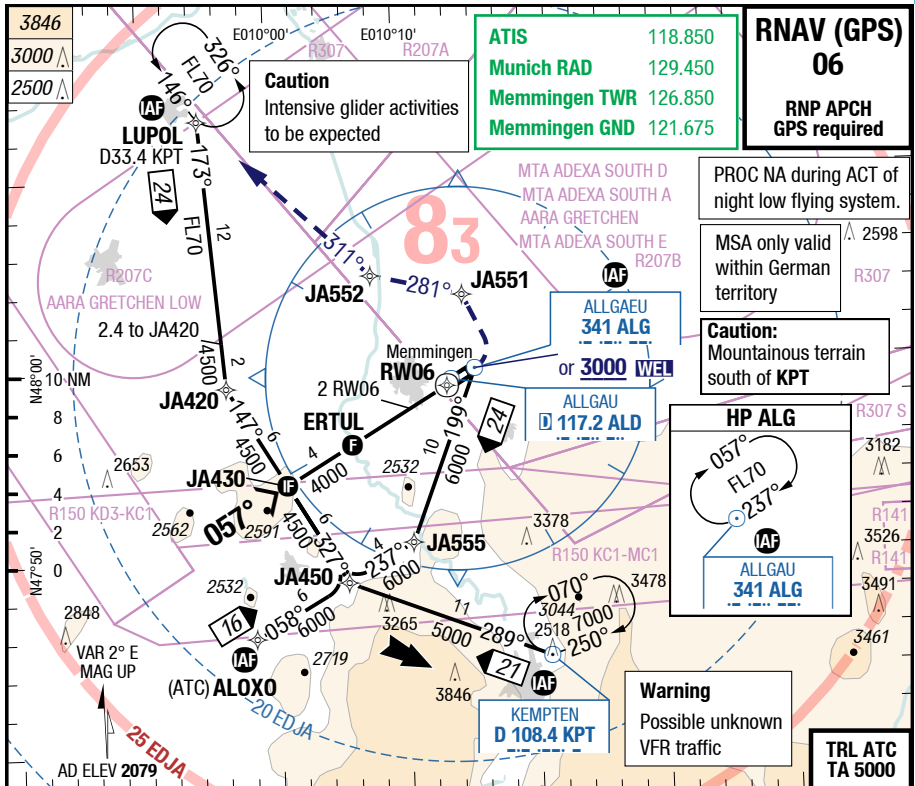 3846
3000
2500
E010°00'
E010°10'
R307
R207A
ATIS 118.850
Munich RAD 129.450
Memmingen TWR 126.850
Memmingen GND 121.675
RNAV (GPS)
06
RNP APCH
GPS required
Caution
Intensive glider activities
to be expected
326°
FL70
146°
IAF
LUPOL
D33.4 KPT
173°
24
FL70
12
MTA ADEXA SOUTH D
MTA ADEXA SOUTH A
AARA GRETCHEN
MTA ADEXA SOUTH E
R207B
PROC NA during ACT of
night low flying system.
2598
MSA only valid
within German
territory
R307
83
311°
281°
JA552
JA551
IAF
ALLGAEU
341 ALG
R207C
AARA GRETCHEN LOW
2.4 to JA420
2
4500
Caution:
Mountainous terrain
south of KPT
Memmingen
RW06
or 3000 WEL
2 RW06
ALLGAU
D 117.2 ALD
N48°00'
10 NM
8
6
4
2
0
N47°50'
JA420
147°
6
4500
ERTUL
F
4
4000
199°
24
10
6000
HP ALG
057°
FL70
237°
IAF
ALLGAU
341 ALG
R307 S
3182
R141
3526
R141
3491
3461
2653
JA430
IF
057°
R150 KD3-KC1
2562
2591
2532
3378
R150 KC1-MC1
4500
6
327°
4
237°
6000
JA555
JA450
2532
16
058°
6
6000
IAF
(ATC) ALOXO
2719
3265
11
5000
289°
21
3846
070°
3044
7000
2518
250°
3478
IAF
KEMPTEN
D 108.4 KPT
2848
VAR 2° E
MAG UP
20 EDJA
25 EDJA
AD ELEV 2079
Warning
Possible unknown
VFR traffic
TRL ATC
TA 5000